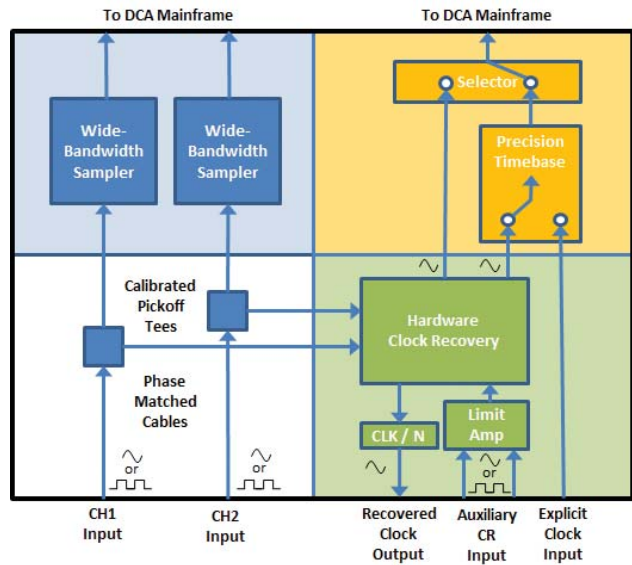 To DCA Mainframe
To DCA Mainframe
Selector
Wide-
Bandwidth
Sampler
Wide-
Bandwidth
Sampler
Precision
Timebase
Calibrated
Pickoff
Tees
Hardware
Clock Recovery
Phase
Matched
Cables
CLK / N
Limit
Amp
or
or
or
CH1
Input
CH2
Input
Recovered
Clock
Output
Auxiliary
CR
Input
Explicit
Clock
Input